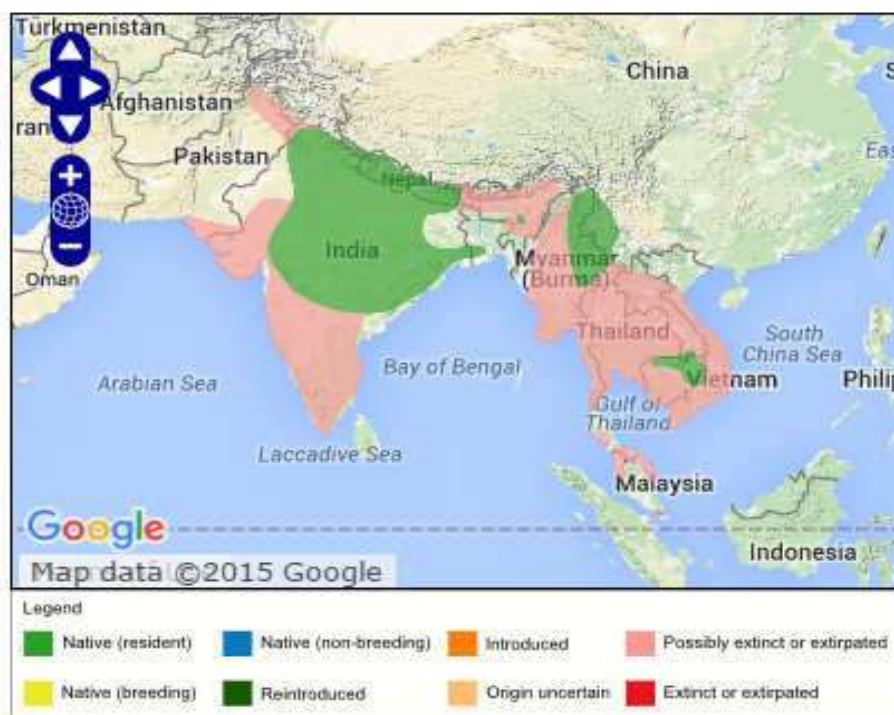 Turkmenistan
Afghanistan
ran
China
S
Pakistan
Eas
Nepal
Oman
India
Myanmar
(Burma)
Thailand
South
China Sea
Arabian Sea
Bay of Bengal
Vietnam
Philip
Gulf of
Thailand
Laccadive Sea
Malaysia
Google
Indonesia
Map data ©2015 Google
Legend
Native (resident)
Native (non-breeding)
Introduced
Possibly extinct or extirpated
Native (breeding)
Reintroduced
Origin uncertain
Extinct or extirpated